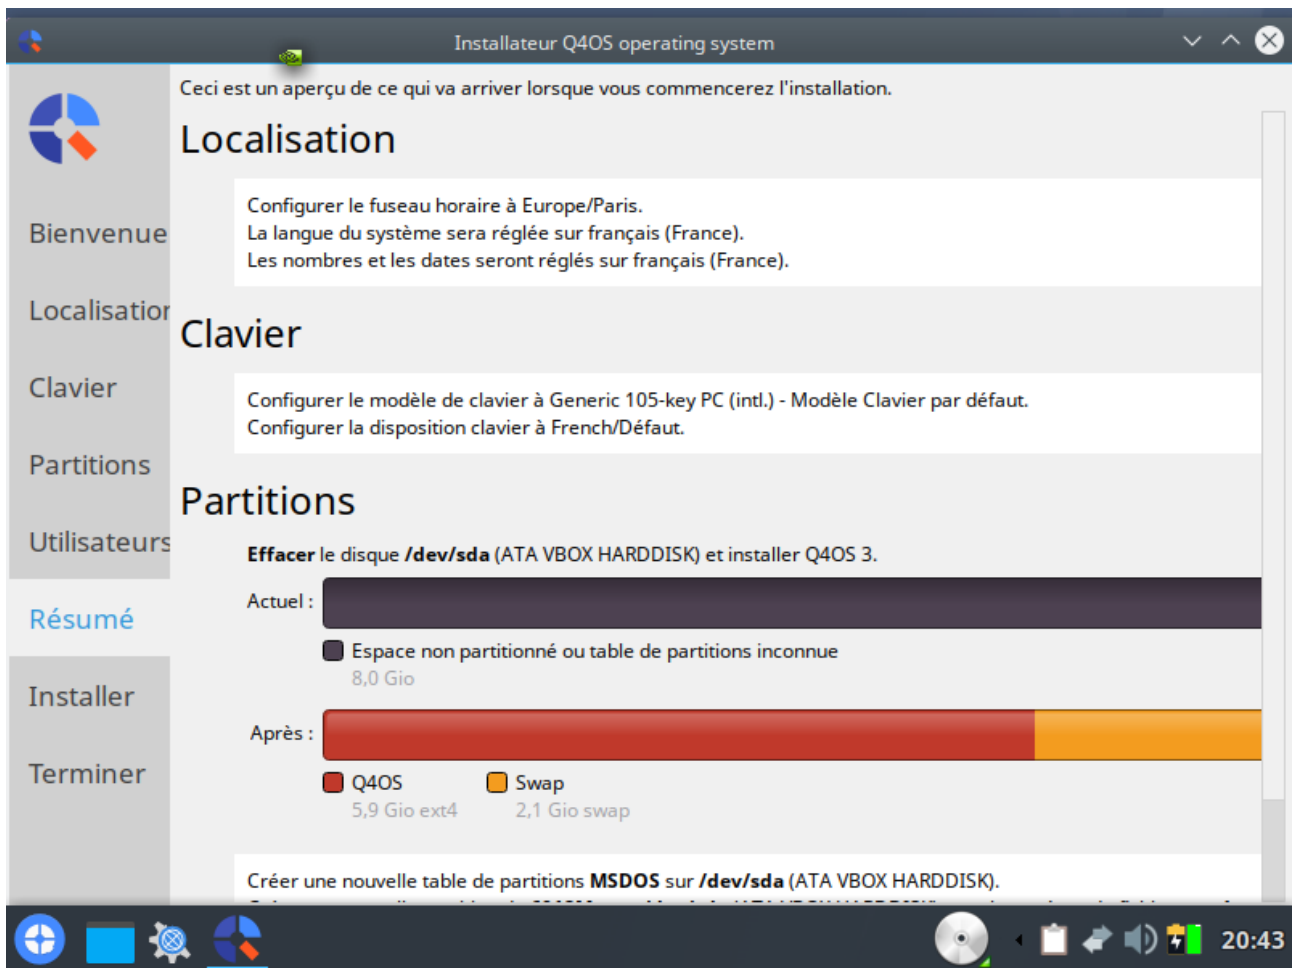 Installateur Q4OS operating system
Ceci est un aperçu de ce qui va arriver lorsque vous commencerez l'installation.
Bienvenue
Localisation
Clavier
Partitions
Utilisateurs
Résumé
Installer
Terminer
Localisation
Configurer le fuseau horaire à Europe/Paris.
La langue du système sera réglée sur français (France).
Les nombres et les dates seront réglés sur français (France).
Clavier
Configurer le modèle de clavier à Generic 105-key PC (intl.) - Modèle Clavier par défaut.
Configurer la disposition clavier à French/Défaut.
Partitions
Effacer le disque /dev/sda (ATA VBOX HARDDISK) et installer Q4OS 3.
Actuel :
Espace non partitionné ou table de partitions inconnue
8,0 Gio
Après :
Q4OS Swap
5,9 Gio ext4 2,1 Gio swap
Créer une nouvelle table de partitions MSDOS sur /dev/sda (ATA VBOX HARDDISK).
20:43